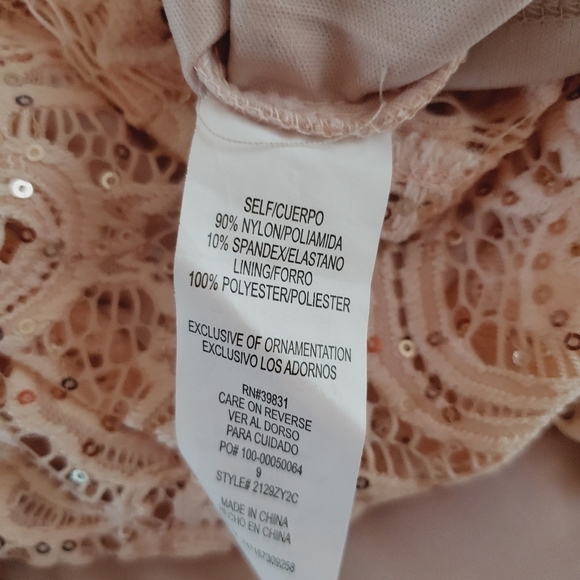 SELF/CUERPO
90% NYLON/POLIAMIDA
10% SPANDEX/ELASTANO
LINING/FORRO
100% POLYESTER/POLIESTER
EXCLUSIVE OF ORNAMENTATION
EXCLUSIVO LOS ADORNOS
RN#39831
CARE ON REVERSE
VER AL DORSO
PARA CUIDADO
PO# 100-00050064
9
STYLE# 2129ZY2C
MADE IN CHINA
HECHO EN CHINA